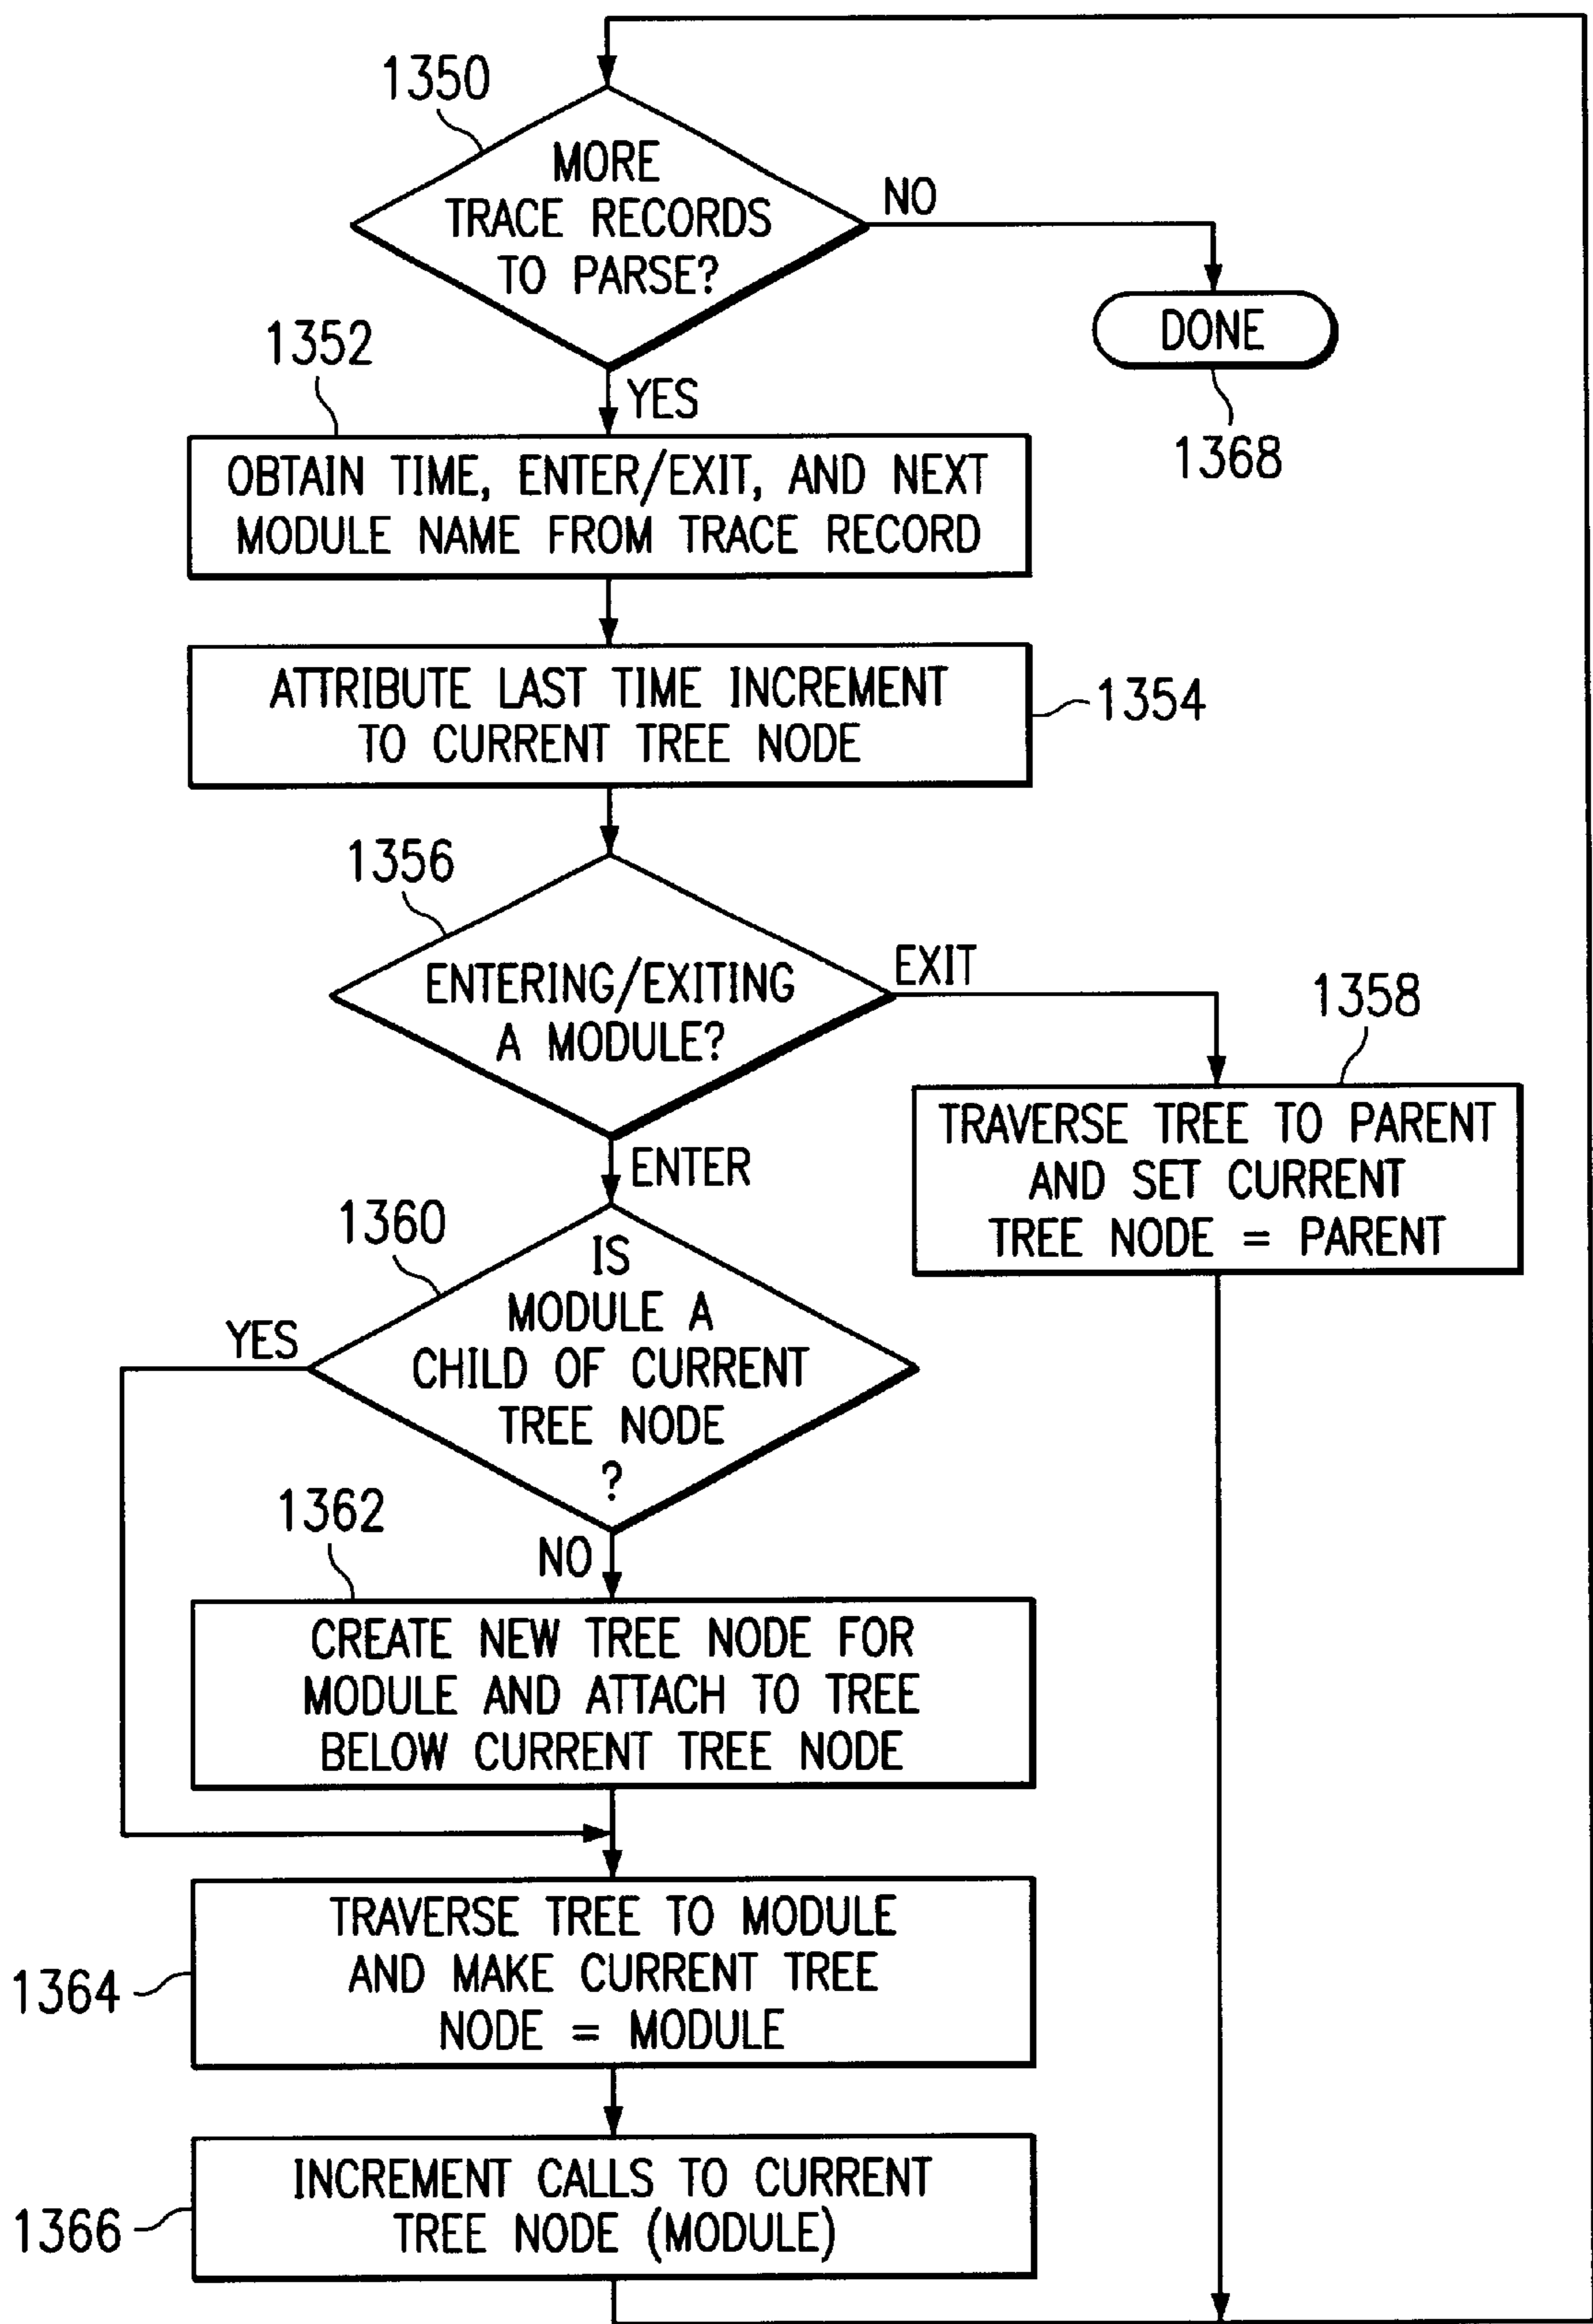 1350
MORE
TRACE RECORDS
TO PARSE?
NO
DONE
1368
YES
1352
OBTAIN TIME, ENTER/EXIT, AND NEXT
MODULE NAME FROM TRACE RECORD
ATTRIBUTE LAST TIME INCREMENT
TO CURRENT TREE NODE
1354
1356
ENTERING/EXITING
A MODULE?
EXIT
1358
TRAVERSE TREE TO PARENT
AND SET CURRENT
TREE NODE = PARENT
ENTER
1360
IS
MODULE A
CHILD OF CURRENT
TREE NODE
?
YES
NO
1362
CREATE NEW TREE NODE FOR
MODULE AND ATTACH TO TREE
BELOW CURRENT TREE NODE
TRAVERSE TREE TO MODULE
AND MAKE CURRENT TREE
NODE = MODULE
1364
INCREMENT CALLS TO CURRENT
TREE NODE (MODULE)
1366